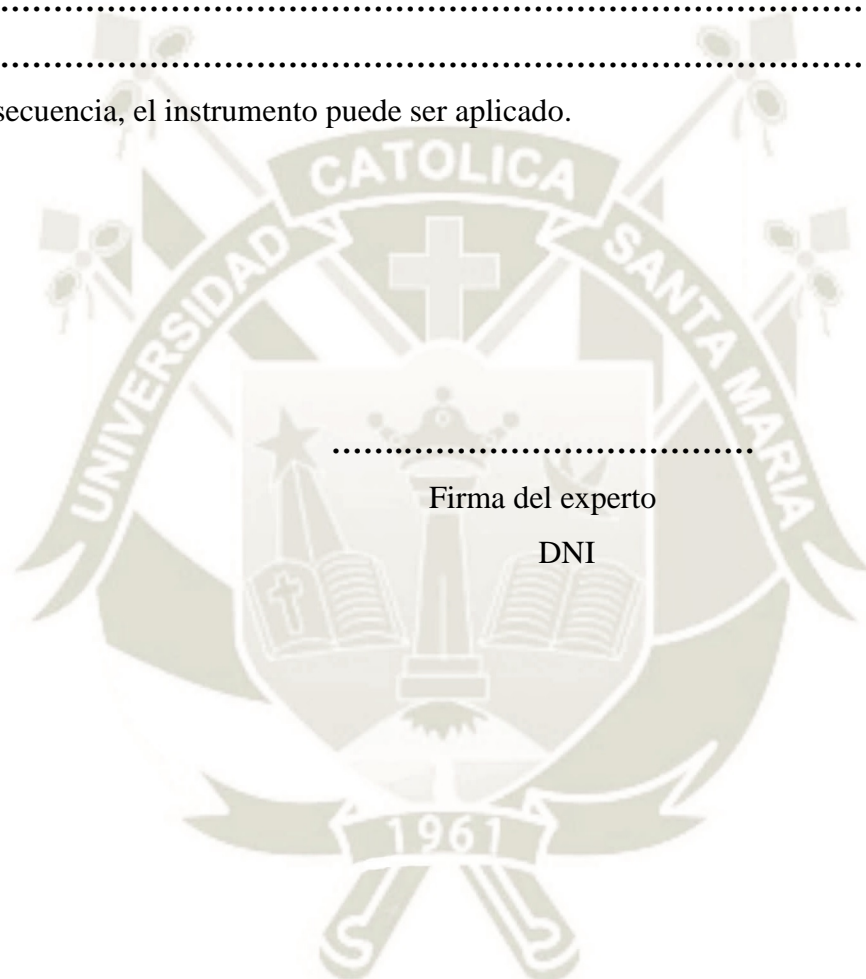 ……………………………………………………………………………
……………………………………………………………………………
secuencia, el instrumento puede ser aplicado.
CATOLICA
UNIVERSIDAD
SANTA MARIA
……………………………………
Firma del experto
DNI
1961